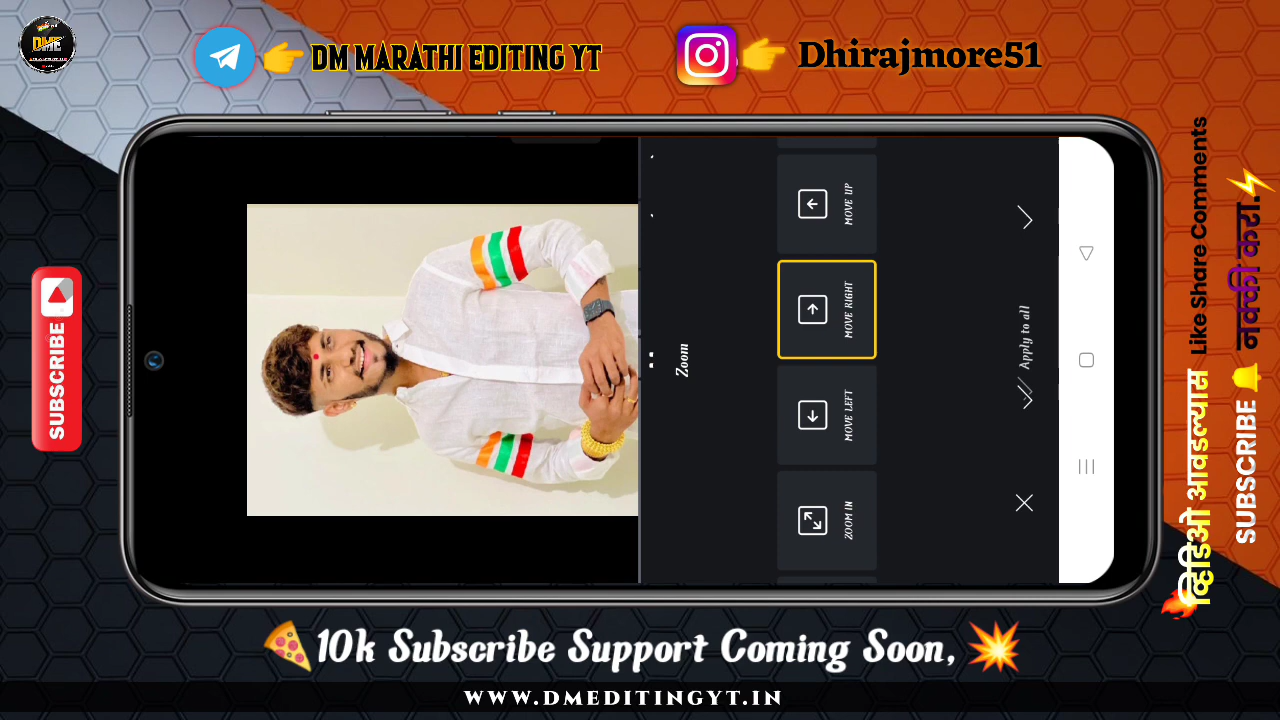 DME
DM MARATHI EDITING YT
Dhirajmore51
SUBSCRIBE
MOVE UP
MOVE RIGHT
MOVE LEFT
ZOOM IN
Zoom
Apply to all
व्हिडिओ आवडल्यास Like Share Comments
SUBSCRIBE नक्की करा.
10k Subscribe Support Coming Soon,
WWW.DMEDITINGYT.IN